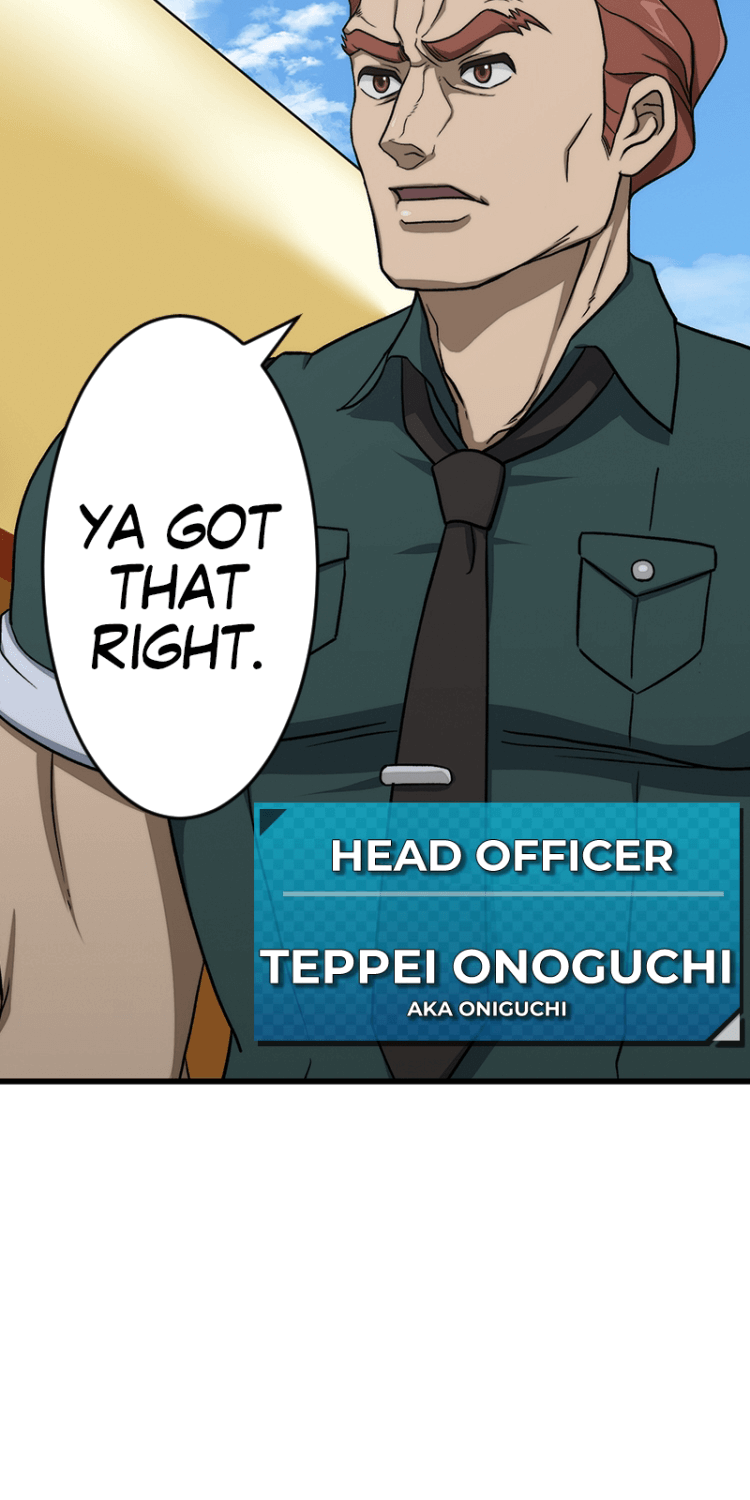 YA GOT
THAT
RIGHT.
HEAD OFFICER
TEPPEI ONOGUCHI
AKA ONIGUCHI